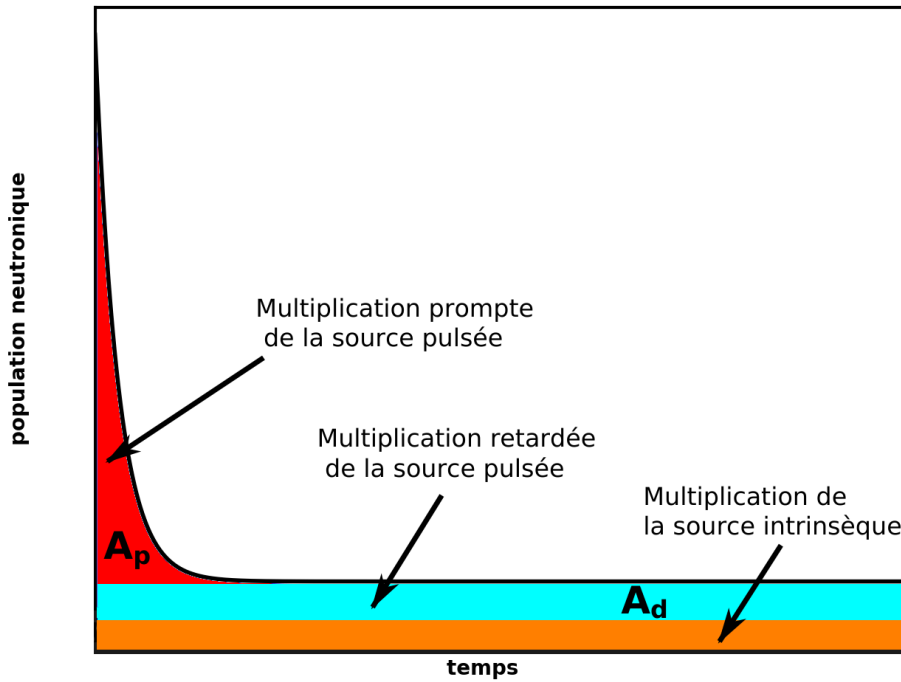 population neutronique
Multiplication prompte
de la source pulsée
Multiplication retardée
de la source pulsée
Multiplication de
la source intrinsèque
Ap
Ad
temps